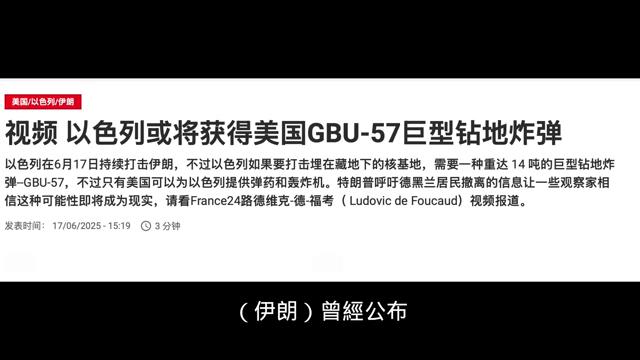 美国/以色列/伊朗
视频 以色列或将获得美国GBU-57巨型钻地炸弹
以色列在6月17日持续打击伊朗，不过以色列如果要打击埋在藏地下的核基地，需要一种重达 14 吨的巨型钻地炸
弹--GBU-57，不过只有美国可以为以色列提供弹药和轰炸机。特朗普呼吁德黑兰居民撤离的信息让一些观察家相
信这种可能性即将成为现实，请看France24路德维克-德-福考（ Ludovic de Foucaud）视频报道。
发表时间： 17/06/2025 - 15:19 3 分钟
（伊朗）曾經公布